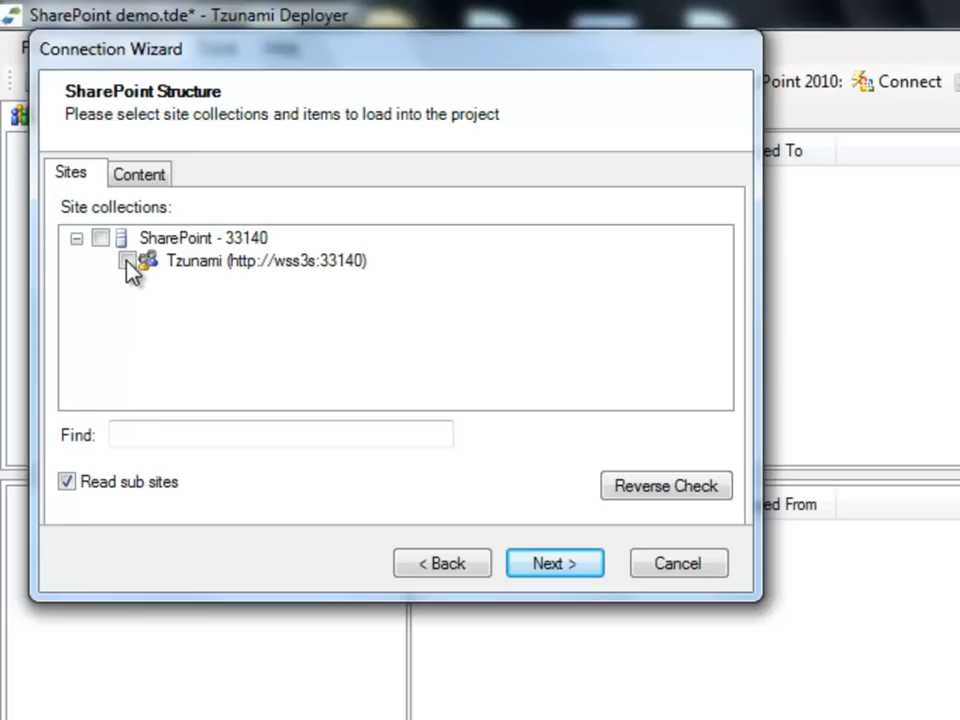 SharePoint demo.tde* - Tzunami Deployer
Connection Wizard
SharePoint Structure
Please select site collections and items to load into the project
Point 2010: Connect
ed To
Sites Content
Site collections:
SharePoint - 33140
Tzunami (http://wss3s:33140)
Find:
Read sub sites
Reverse Check
ed From
< Back Next > Cancel